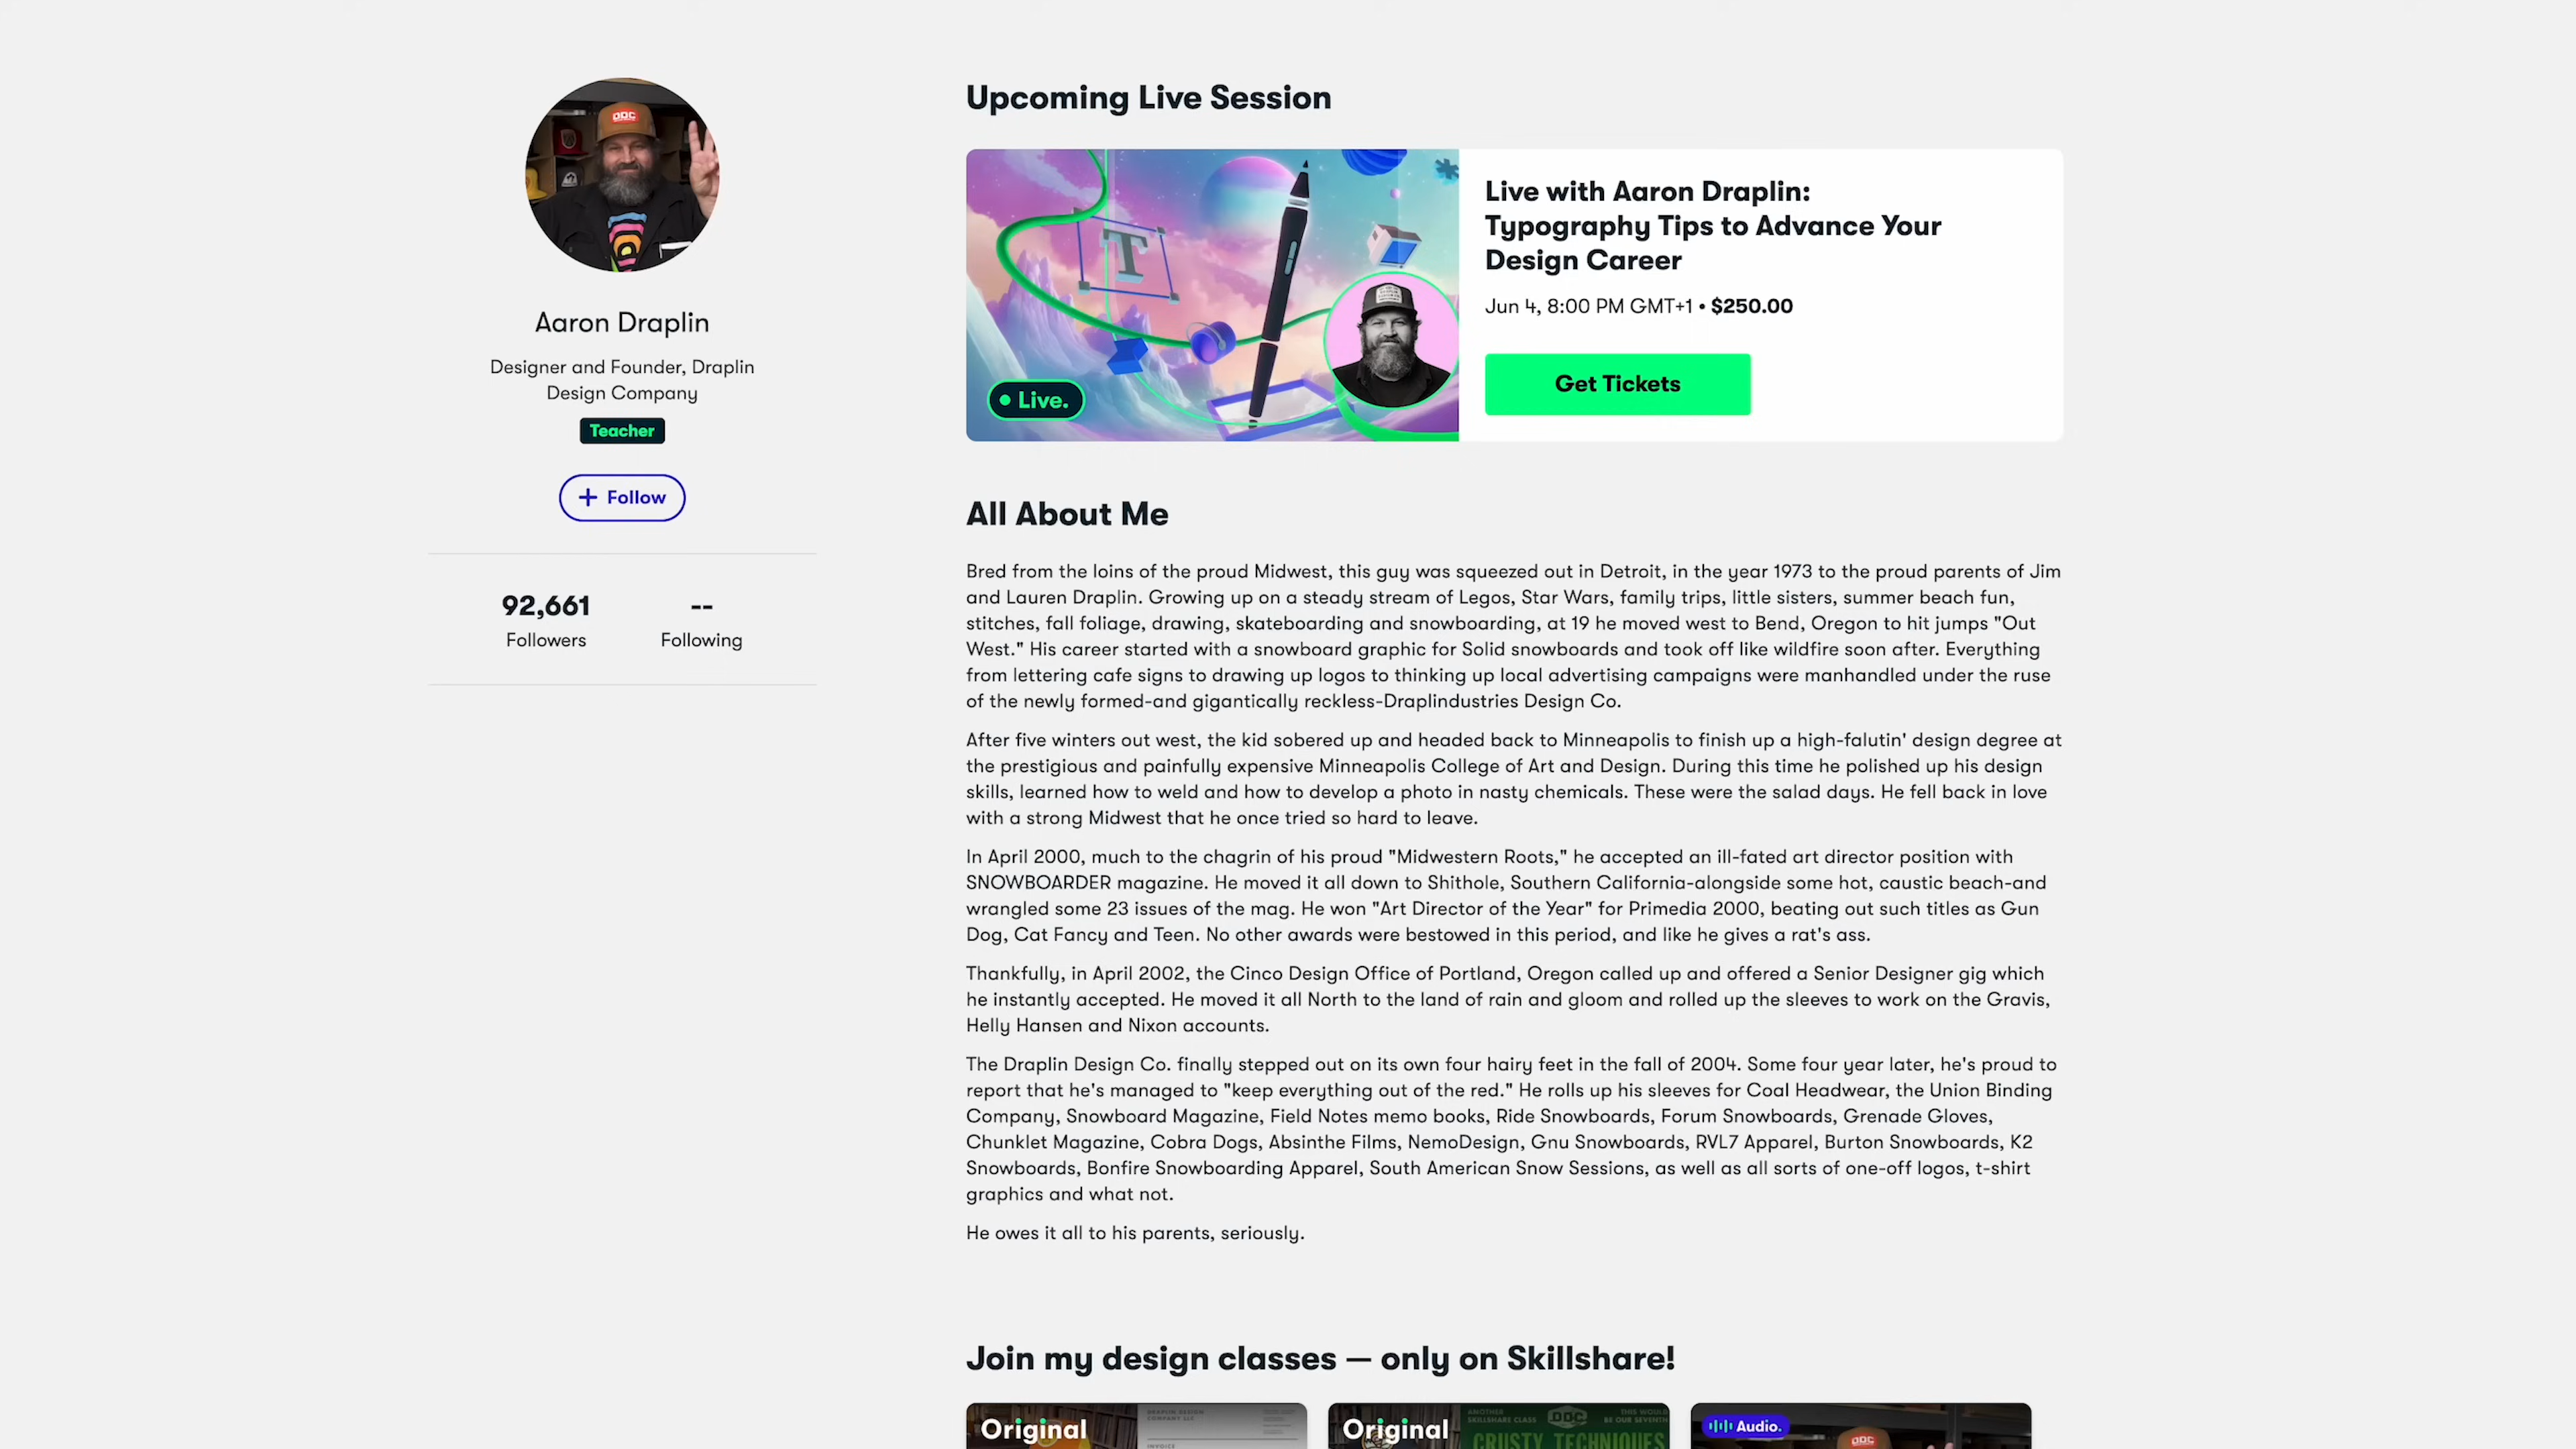 DDC
Aaron Draplin
Designer and Founder, Draplin
Design Company
Teacher
+ Follow
92,661
Followers
--
Following
Upcoming Live Session
T
Live.
Live with Aaron Draplin:
Typography Tips to Advance Your
Design Career
Jun 4, 8:00 PM GMT+1 • $250.00
Get Tickets
All About Me
Bred from the loins of the proud Midwest, this guy was squeezed out in Detroit, in the year 1973 to the proud parents of Jim
and Lauren Draplin. Growing up on a steady stream of Legos, Star Wars, family trips, little sisters, summer beach fun,
stitches, fall foliage, drawing, skateboarding and snowboarding, at 19 he moved west to Bend, Oregon to hit jumps "Out
West." His career started with a snowboard graphic for Solid snowboards and took off like wildfire soon after. Everything
from lettering cafe signs to drawing up logos to thinking up local advertising campaigns were manhandled under the ruse
of the newly formed-and gigantically reckless-Draplindustries Design Co.
After five winters out west, the kid sobered up and headed back to Minneapolis to finish up a high-falutin' design degree at
the prestigious and painfully expensive Minneapolis College of Art and Design. During this time he polished up his design
skills, learned how to weld and how to develop a photo in nasty chemicals. These were the salad days. He fell back in love
with a strong Midwest that he once tried so hard to leave.
In April 2000, much to the chagrin of his proud "Midwestern Roots," he accepted an ill-fated art director position with
SNOWBOARDER magazine. He moved it all down to Shithole, Southern California-alongside some hot, caustic beach-and
wrangled some 23 issues of the mag. He won "Art Director of the Year" for Primedia 2000, beating out such titles as Gun
Dog, Cat Fancy and Teen. No other awards were bestowed in this period, and like he gives a rat's ass.
Thankfully, in April 2002, the Cinco Design Office of Portland, Oregon called up and offered a Senior Designer gig which
he instantly accepted. He moved it all North to the land of rain and gloom and rolled up the sleeves to work on the Gravis,
Helly Hansen and Nixon accounts.
The Draplin Design Co. finally stepped out on its own four hairy feet in the fall of 2004. Some four year later, he's proud to
report that he's managed to "keep everything out of the red." He rolls up his sleeves for Coal Headwear, the Union Binding
Company, Snowboard Magazine, Field Notes memo books, Ride Snowboards, Forum Snowboards, Grenade Gloves,
Chunklet Magazine, Cobra Dogs, Absinthe Films, NemoDesign, Gnu Snowboards, RVL7 Apparel, Burton Snowboards, K2
Snowboards, Bonfire Snowboarding Apparel, South American Snow Sessions, as well as all sorts of one-off logos, t-shirt
graphics and what not.
He owes it all to his parents, seriously.
Join my design classes — only on Skillshare!
Original
DRAPLIN DESIGN
COMPANY LLC
INVOICE
Original
ANOTHER
SKILLSHARE CLASS
DDC
THIS WOULD
BE OUR SEVENTH
CRUSTY TECHNIQUES
Audio.
DDC